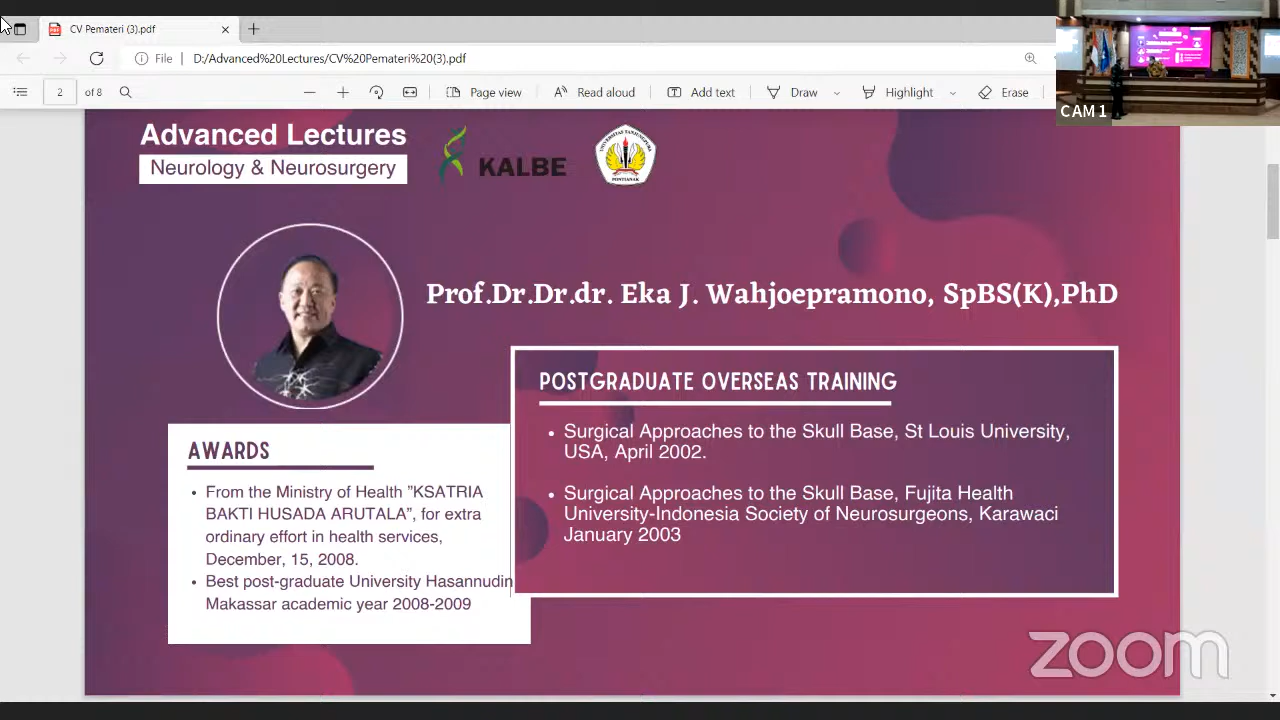 CV Pemateri (3).pdf
File | D:/Advanced%20Lectures/CV%20Pemateri%20(3).pdf
2 of 8
Page view
Read aloud
Add text
Draw
Highlight
Erase
CAM 1
Advanced Lectures
Neurology & Neurosurgery
KALBE
UNIVERSITAS TANJUNGPURA
PONTIANAK
Prof.Dr.Dr.dr. Eka J. Wahjoepramono, SpBS(K),PhD
AWARDS
• From the Ministry of Health ”KSATRIA
BAKTI HUSADA ARUTALA”, for extra
ordinary effort in health services,
December, 15, 2008.
• Best post-graduate University Hasannudin
Makassar academic year 2008-2009
POSTGRADUATE OVERSEAS TRAINING
• Surgical Approaches to the Skull Base, St Louis University,
USA, April 2002.
• Surgical Approaches to the Skull Base, Fujita Health
University-Indonesia Society of Neurosurgeons, Karawaci
January 2003
zoom